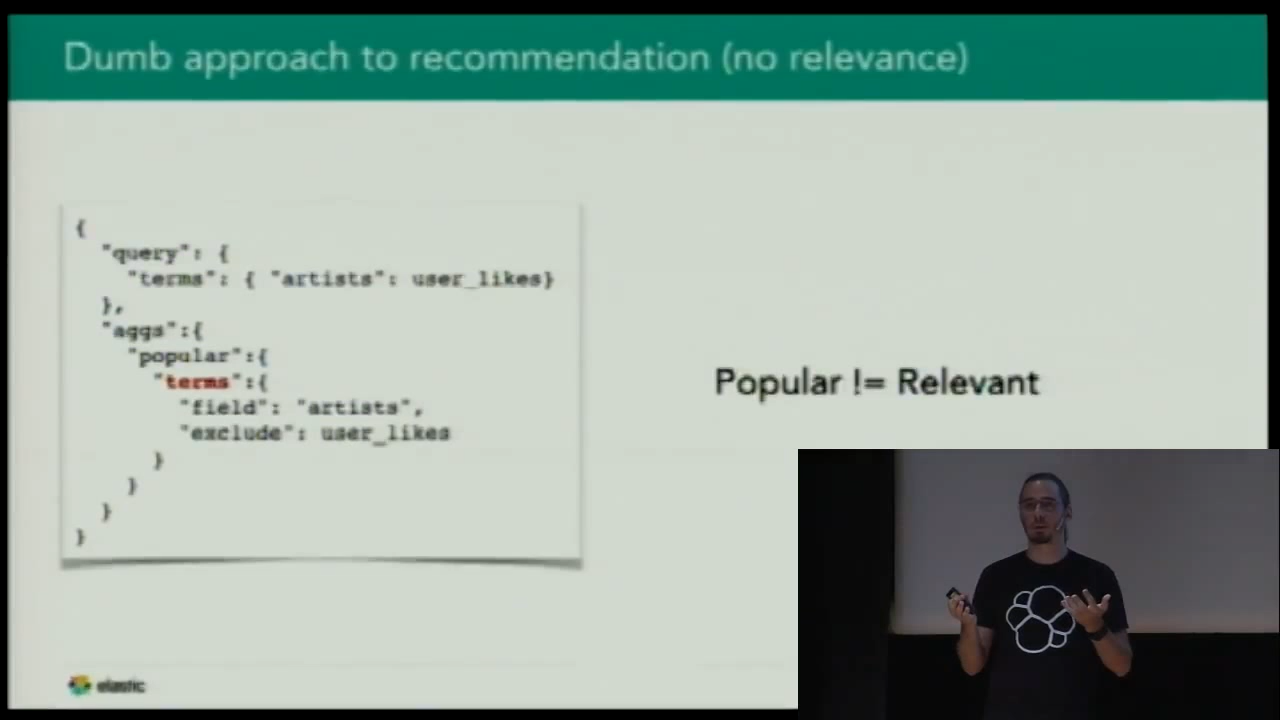 Dumb approach to recommendation (no relevance)
{
"query": {
"terms": { "artists": user_likes}
},
"aggs":{
"popular":{
"terms":{
"field": "artists",
"exclude": user_likes
}
}
}
}
Popular != Relevant
elastic